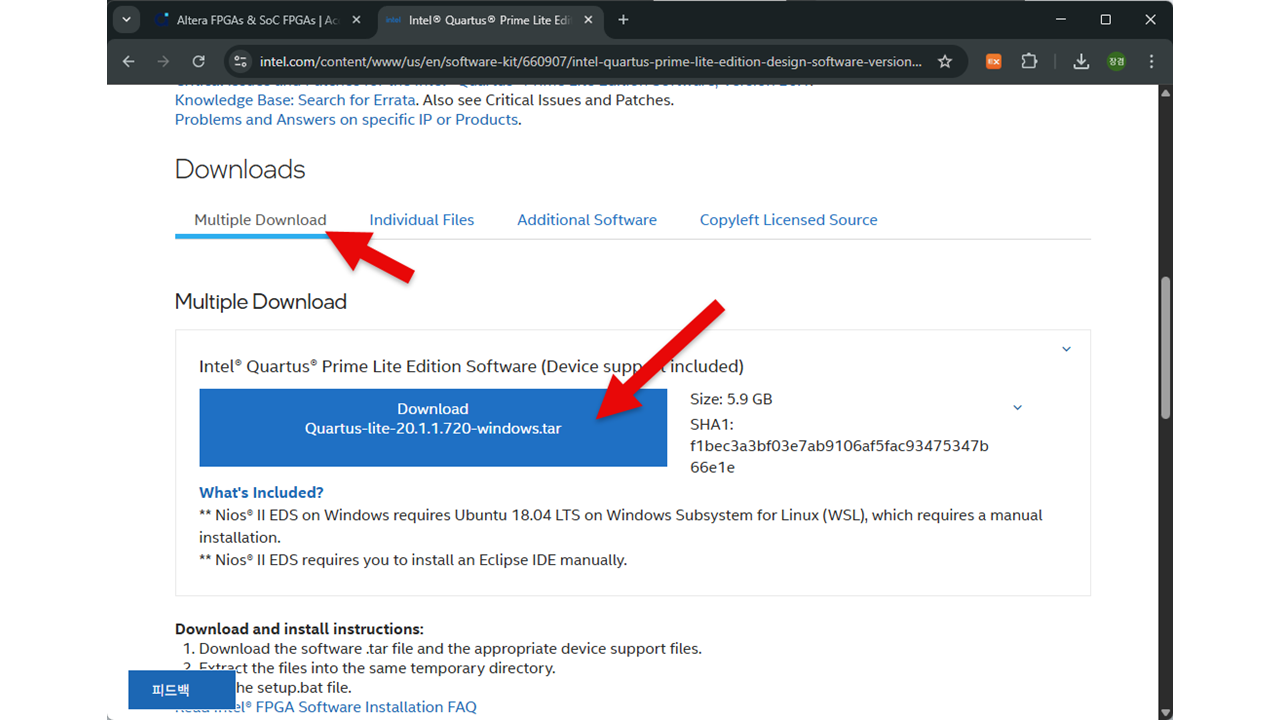 Altera FPGAs & SoC FPGAs | Ac
intel Intel® Quartus® Prime Lite Edi
intel.com/content/www/us/en/software-kit/660907/intel-quartus-prime-lite-edition-design-software-version...
장겸
Knowledge Base: Search for Errata. Also see Critical Issues and Patches.
Problems and Answers on specific IP or Products.
Downloads
Multiple Download Individual Files Additional Software Copyleft Licensed Source
Multiple Download
Intel® Quartus® Prime Lite Edition Software (Device supp included)
Download
Quartus-lite-20.1.1.720-windows.tar
Size: 5.9 GB
SHA1:
f1bec3a3bf03e7ab9106af5fac93475347b
66e1e
What's Included?
** Nios® II EDS on Windows requires Ubuntu 18.04 LTS on Windows Subsystem for Linux (WSL), which requires a manual
installation.
** Nios® II EDS requires you to install an Eclipse IDE manually.
Download and install instructions:
1. Download the software .tar file and the appropriate device support files.
2. Extract the files into the same temporary directory.
he setup.bat file.
피드백
Read Intel® FPGA Software Installation FAQ